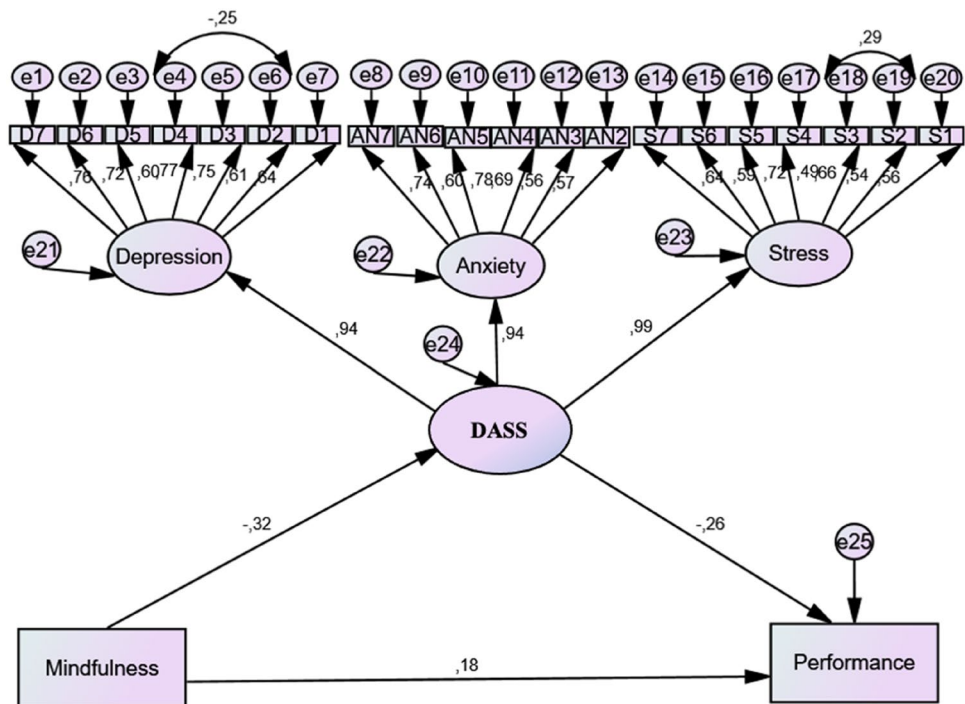 -,25
,29
e1 e2 e3 e4 e5 e6 e7 e8 e9 e10 e11 e12 e13 e14 e15 e16 e17 e18 e19 e20
D7 D6 D5 D4 D3 D2 D1 AN7 AN6 AN5 AN4 AN3 AN2 S7 S6 S5 S4 S3 S2 S1
,76 ,72 ,60 ,77 ,75 ,61 ,64 ,74 ,60 ,78 ,69 ,56 ,57 ,64 ,59 ,72 ,49 ,66 ,54 ,56
e21 Depression e22 Anxiety e23 Stress
,94 e24 ,94 ,99
DASS
-,32 -,26
e25
Mindfulness ,18 Performance